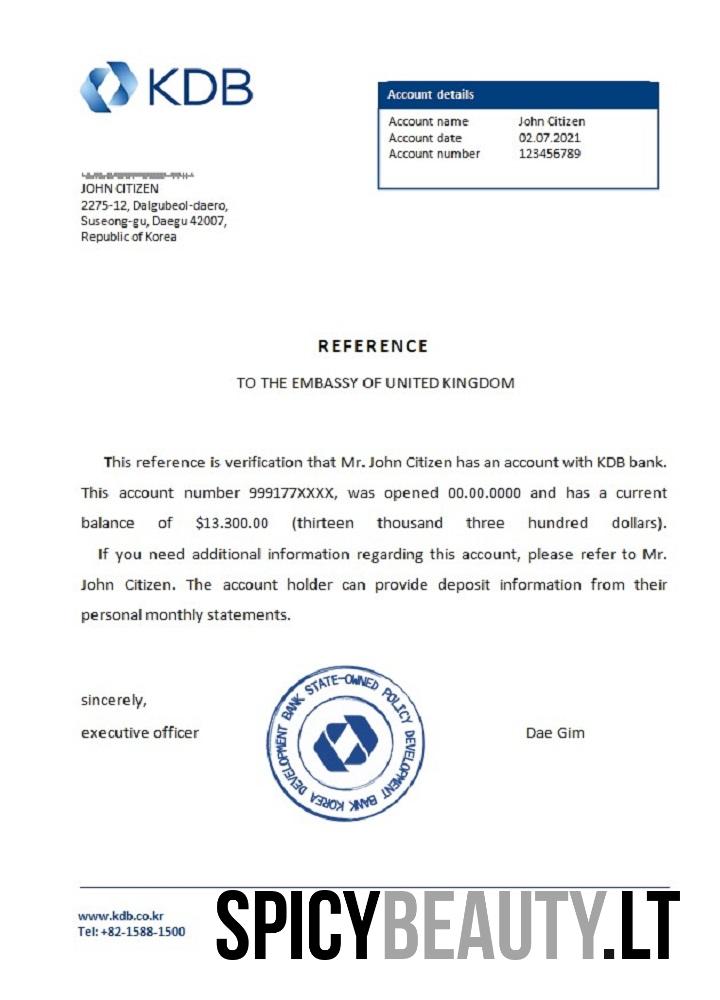 KDB
Account details
Account name John Citizen
Account date 02.07.2021
Account number 123456789
JOHN CITIZEN
2275-12, Dalgubeol-daero,
Suseong-gu, Daegu 42007,
Republic of Korea
REFERENCE
TO THE EMBASSY OF UNITED KINGDOM
This reference is verification that Mr. John Citizen has an account with KDB bank.
This account number 999177XXXX, was opened 00.00.0000 and has a current
balance of $13.300.00 (thirteen thousand three hundred dollars).
If you need additional information regarding this account, please refer to Mr.
John Citizen. The account holder can provide deposit information from their
personal monthly statements.
sincerely,
executive officer
KOREA DEVELOPMENT BANK STATE-OWNED POLICY DEVELOPMENT BANK
Dae Gim
www.kdb.co.kr
Tel: +82-1588-1500
SPICYBEAUTY.LT